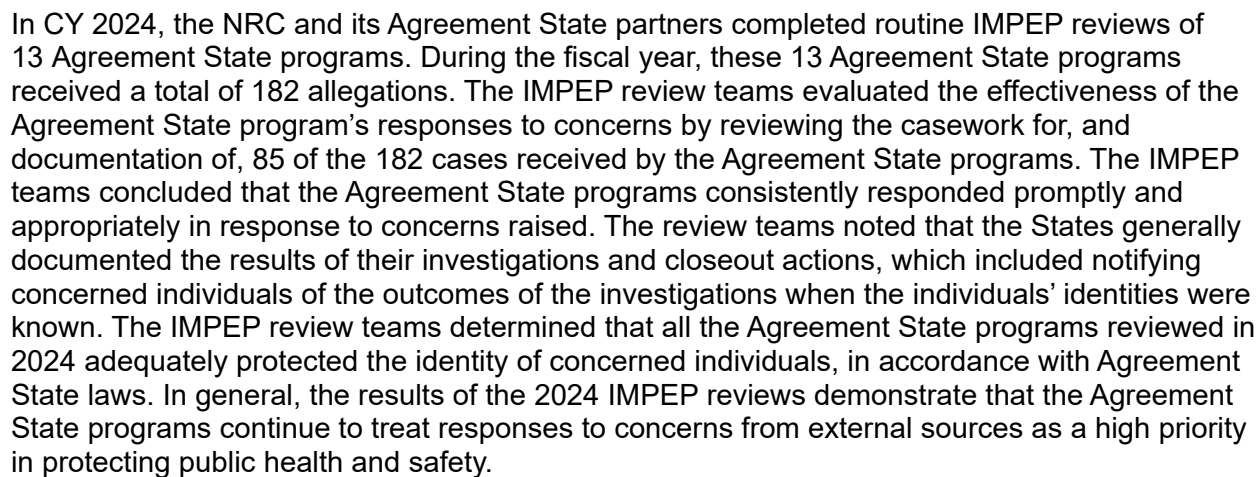 In CY 2024, the NRC and its Agreement State partners completed routine IMPEP reviews of
13 Agreement State programs. During the fiscal year, these 13 Agreement State programs
received a total of 182 allegations. The IMPEP review teams evaluated the effectiveness of the
Agreement State program’s responses to concerns by reviewing the casework for, and
documentation of, 85 of the 182 cases received by the Agreement State programs. The IMPEP
teams concluded that the Agreement State programs consistently responded promptly and
appropriately in response to concerns raised. The review teams noted that the States generally
documented the results of their investigations and closeout actions, which included notifying
concerned individuals of the outcomes of the investigations when the individuals’ identities were
known. The IMPEP review teams determined that all the Agreement State programs reviewed in
2024 adequately protected the identity of concerned individuals, in accordance with Agreement
State laws. In general, the results of the 2024 IMPEP reviews demonstrate that the Agreement
State programs continue to treat responses to concerns from external sources as a high priority
in protecting public health and safety.